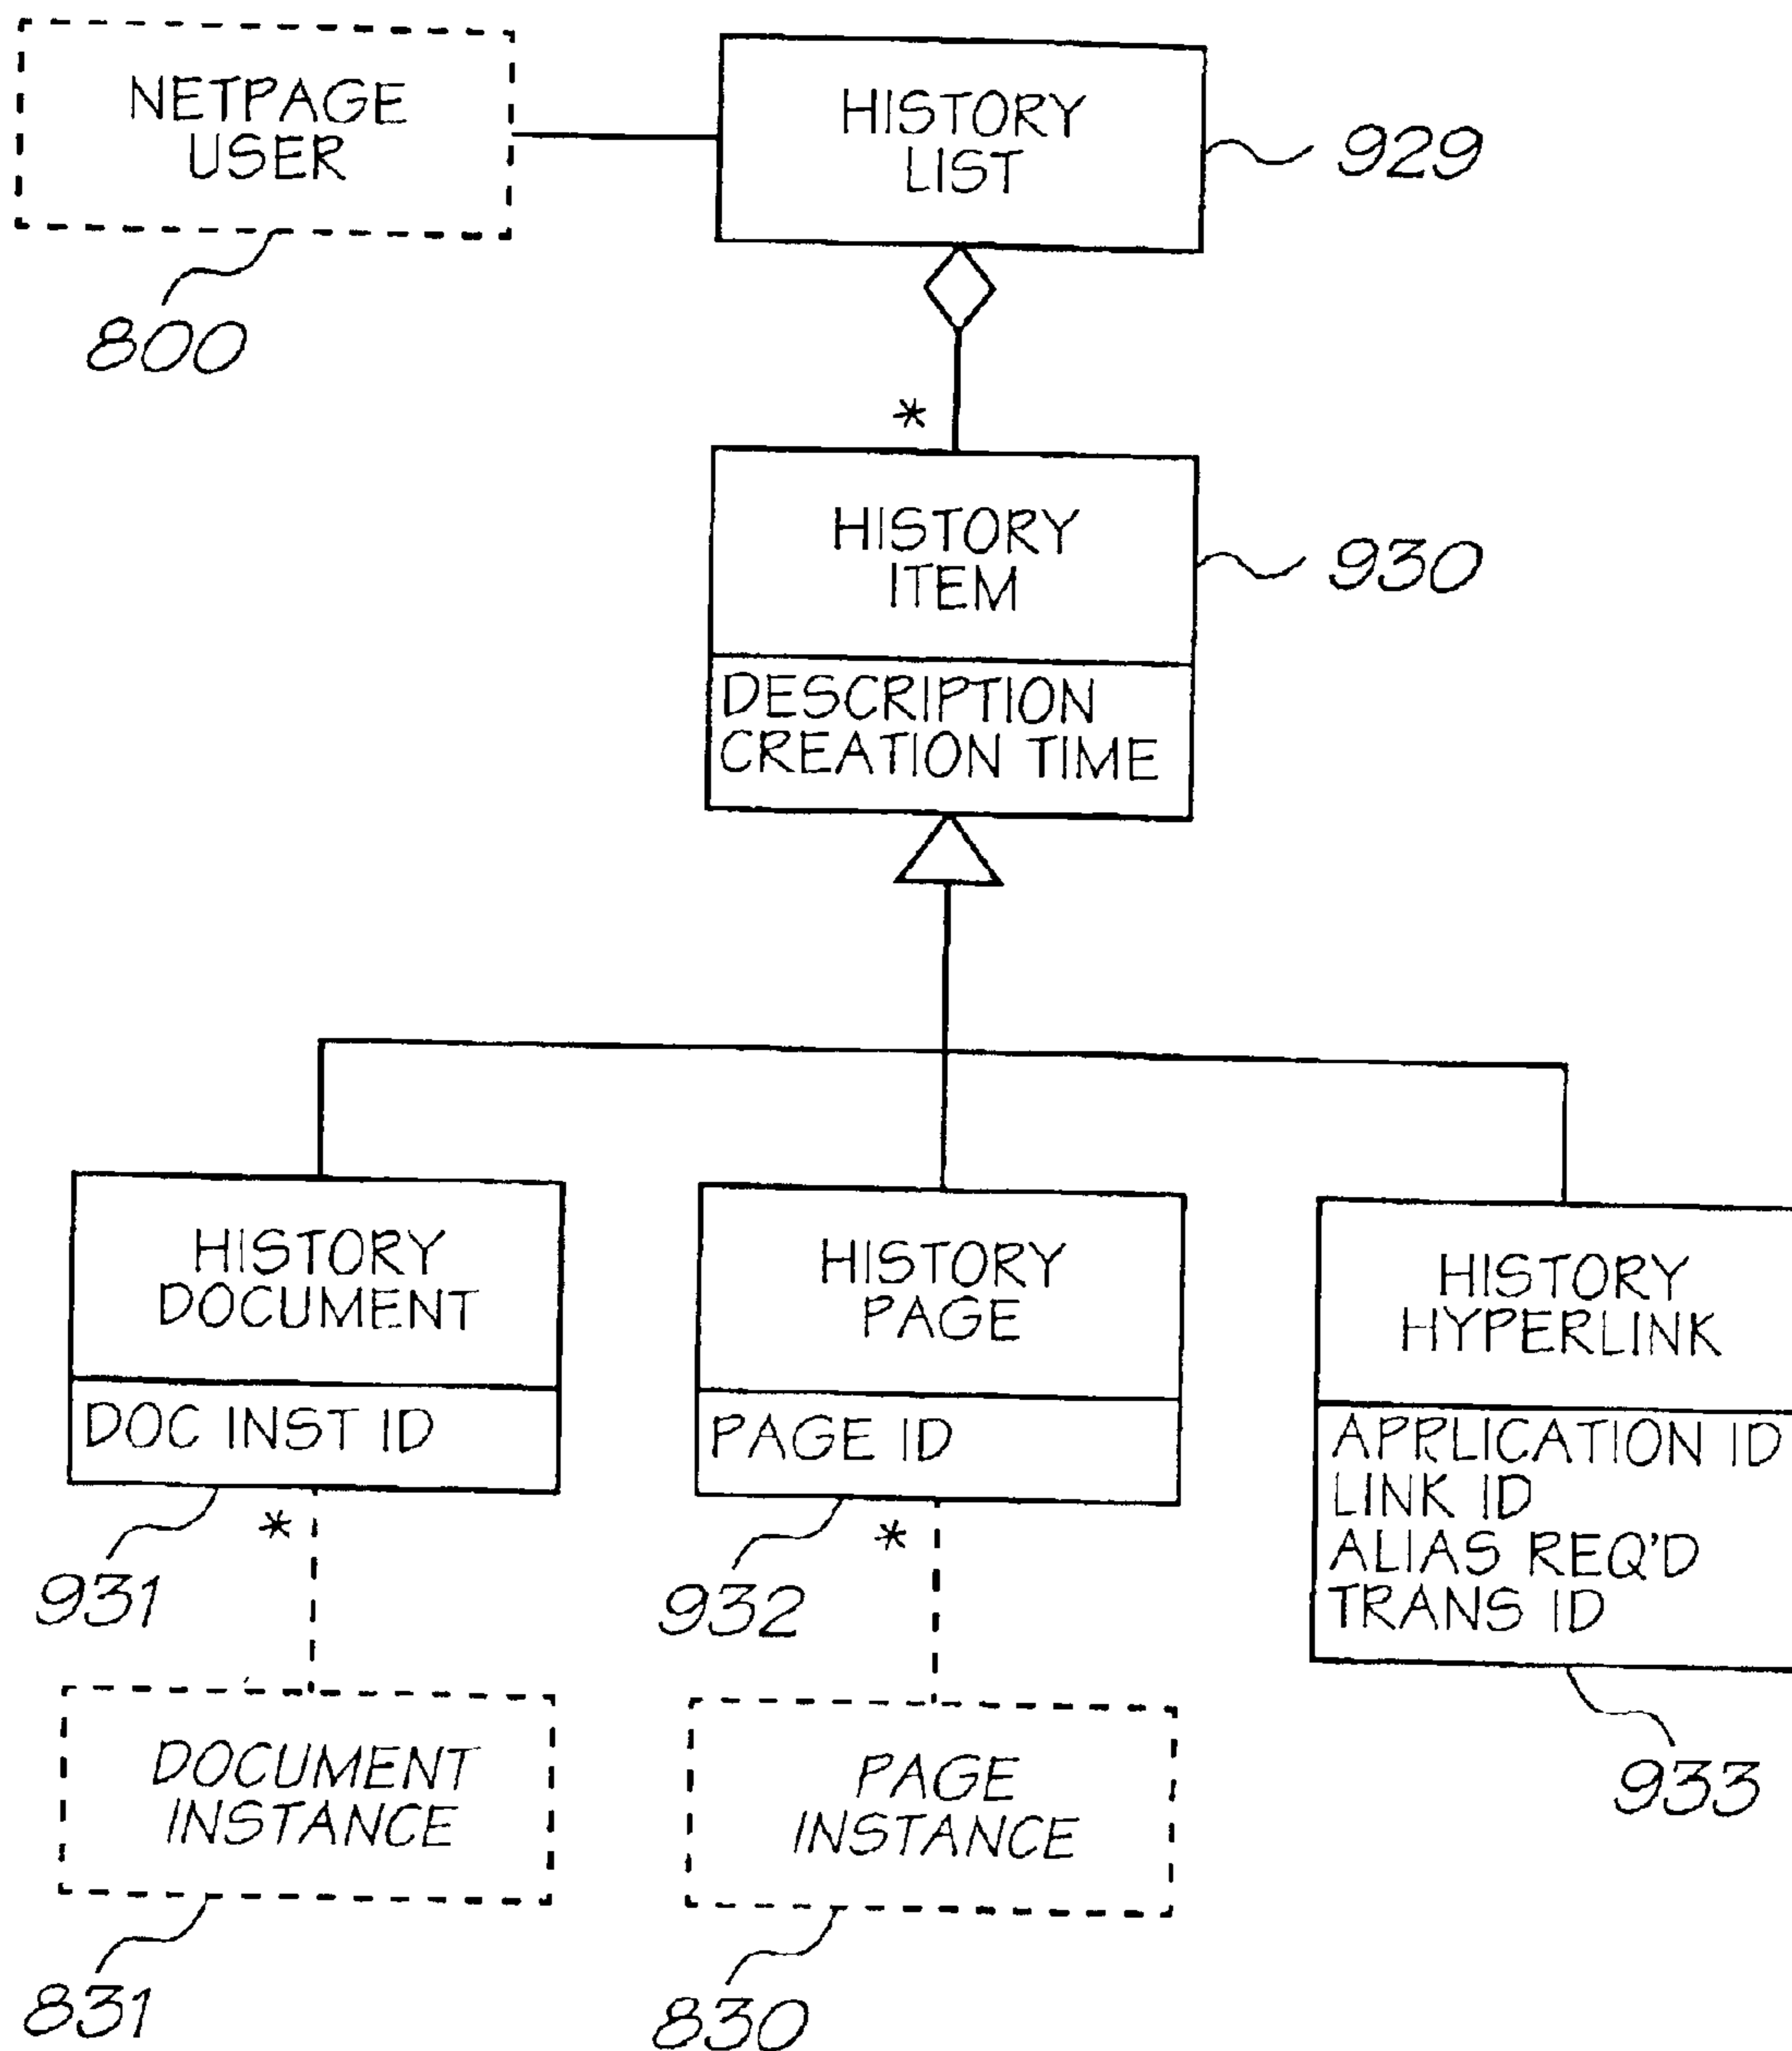 NETPAGE
USER
800
HISTORY
LIST
929
*
HISTORY
ITEM
930
DESCRIPTION
CREATION TIME
HISTORY
DOCUMENT
DOC INST ID
931
*
HISTORY
PAGE
PAGE ID
932
*
HISTORY
HYPERLINK
APPLICATION ID
LINK ID
ALIAS REQ'D
TRANS ID
933
DOCUMENT
INSTANCE
831
PAGE
INSTANCE
830